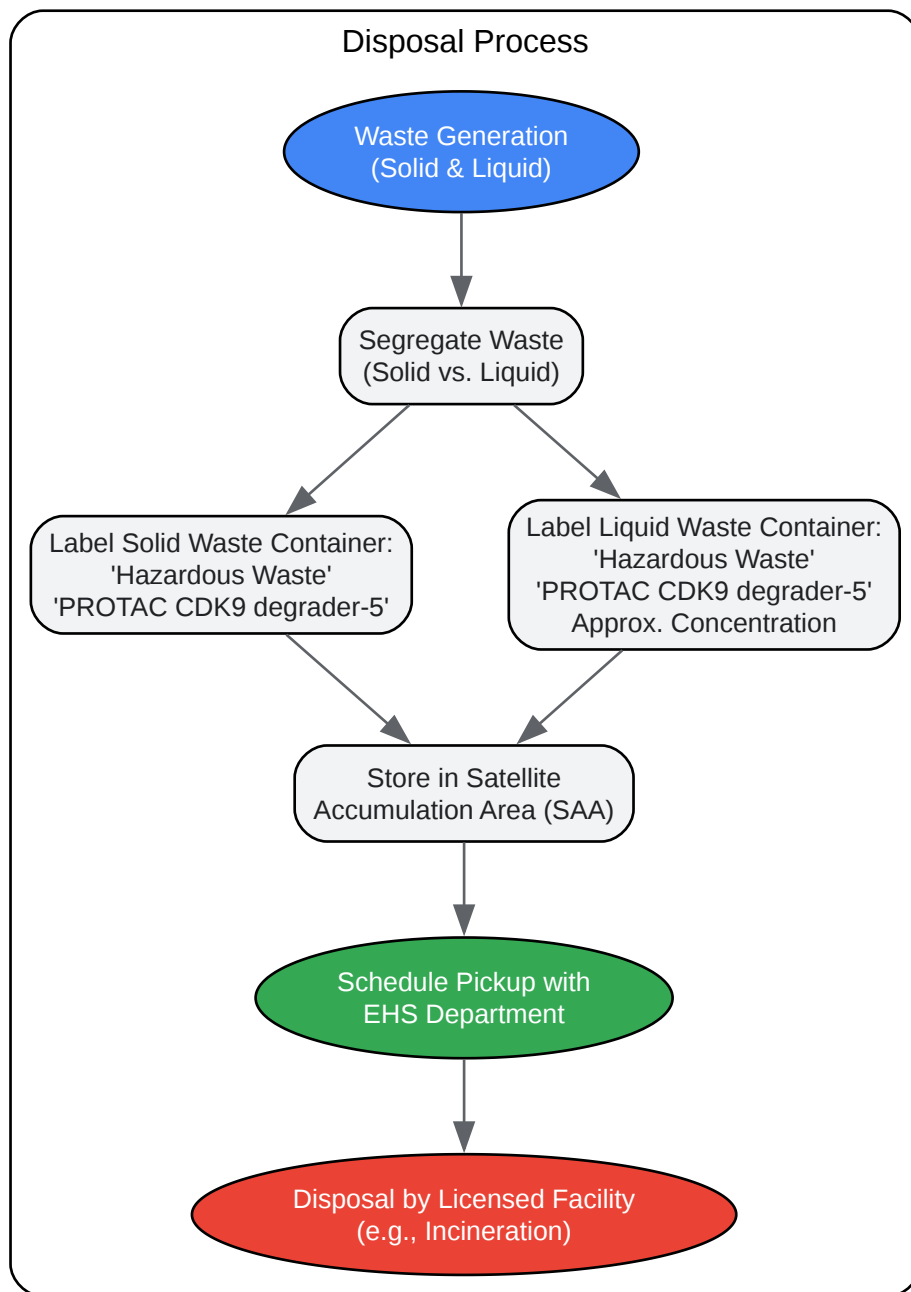 Disposal Process
Waste Generation
(Solid & Liquid)
Segregate Waste
(Solid vs. Liquid)
Label Solid Waste Container:
'Hazardous Waste'
'PROTAC CDK9 degrader-5'
Label Liquid Waste Container:
'Hazardous Waste'
'PROTAC CDK9 degrader-5'
Approx. Concentration
Store in Satellite
Accumulation Area (SAA)
Schedule Pickup with
EHS Department
Disposal by Licensed Facility
(e.g., Incineration)